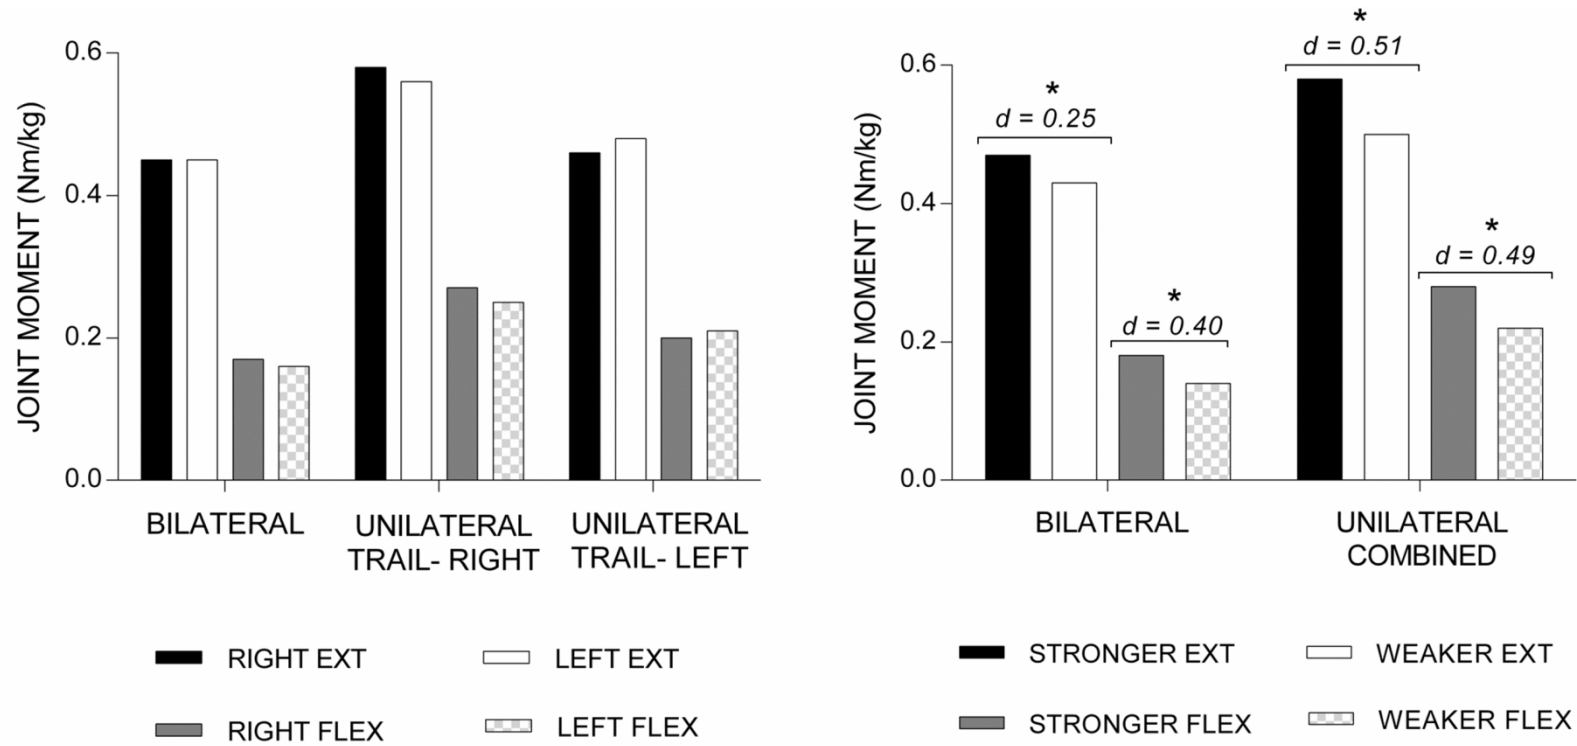 JOINT MOMENT (Nm/kg)
0.6
0.4
0.2
0.0
BILATERAL
UNILATERAL
TRAIL- RIGHT
UNILATERAL
TRAIL- LEFT
RIGHT EXT
LEFT EXT
RIGHT FLEX
LEFT FLEX
JOINT MOMENT (Nm/kg)
0.6
0.4
0.2
0.0
*
d = 0.25
*
d = 0.40
*
d = 0.51
*
d = 0.49
BILATERAL
UNILATERAL
COMBINED
STRONGER EXT
WEAKER EXT
STRONGER FLEX
WEAKER FLEX